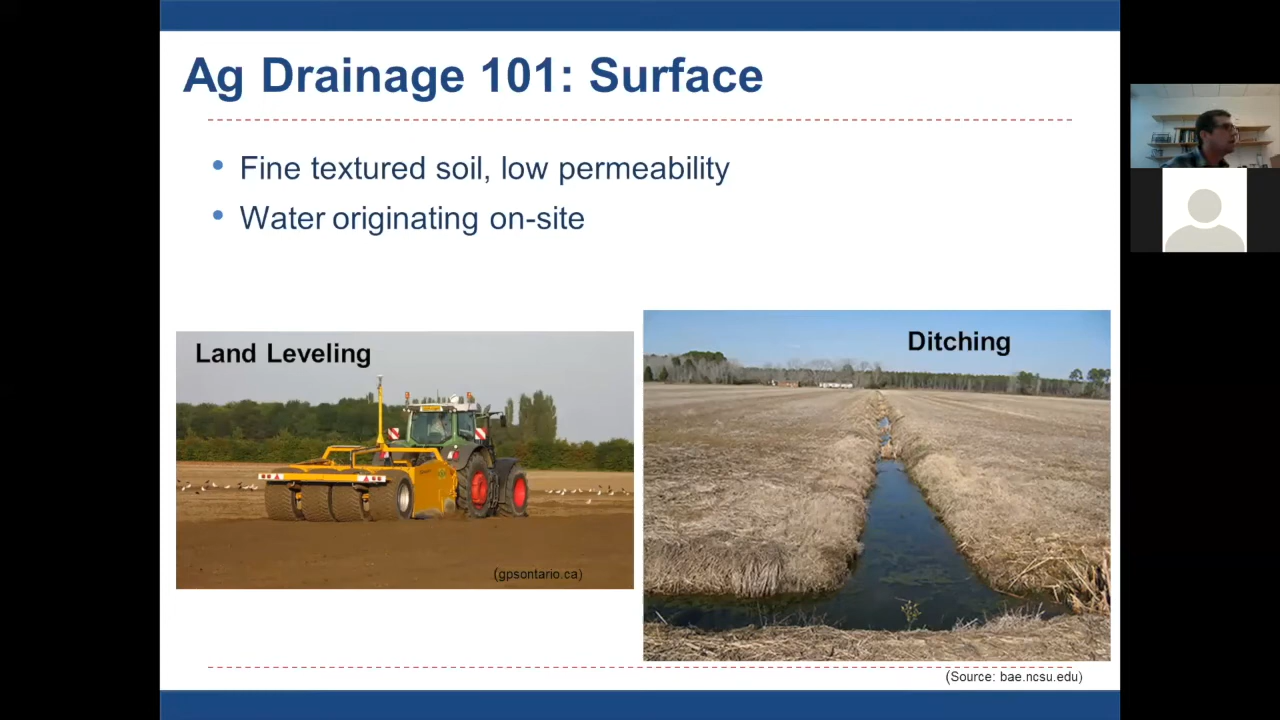 Ag Drainage 101: Surface
Fine textured soil, low permeability
Water originating on-site
Land Leveling
(gpsontario.ca)
Ditching
(Source: bae.ncsu.edu)